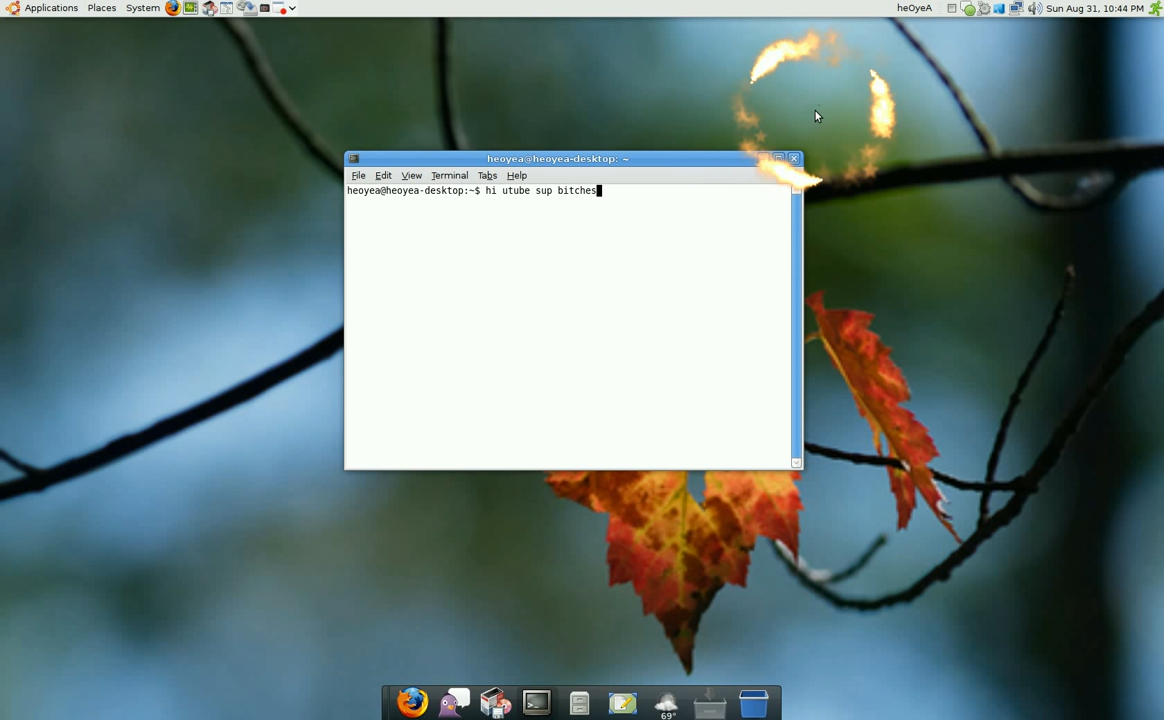 Applications Places System heOyeA Sun Aug 31, 10:44 PM
heoyea@heoyea-desktop: ~
File Edit View Terminal Tabs Help
heoyea@heoyea-desktop:~$ hi utube sup bitches
69°